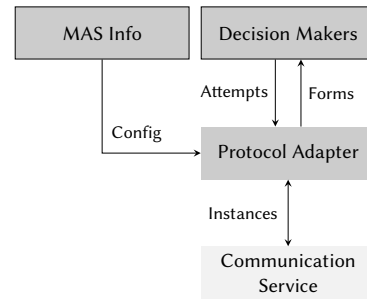 MAS Info
Decision Makers
Attempts
Forms
Config
Protocol Adapter
Instances
Communication
Service